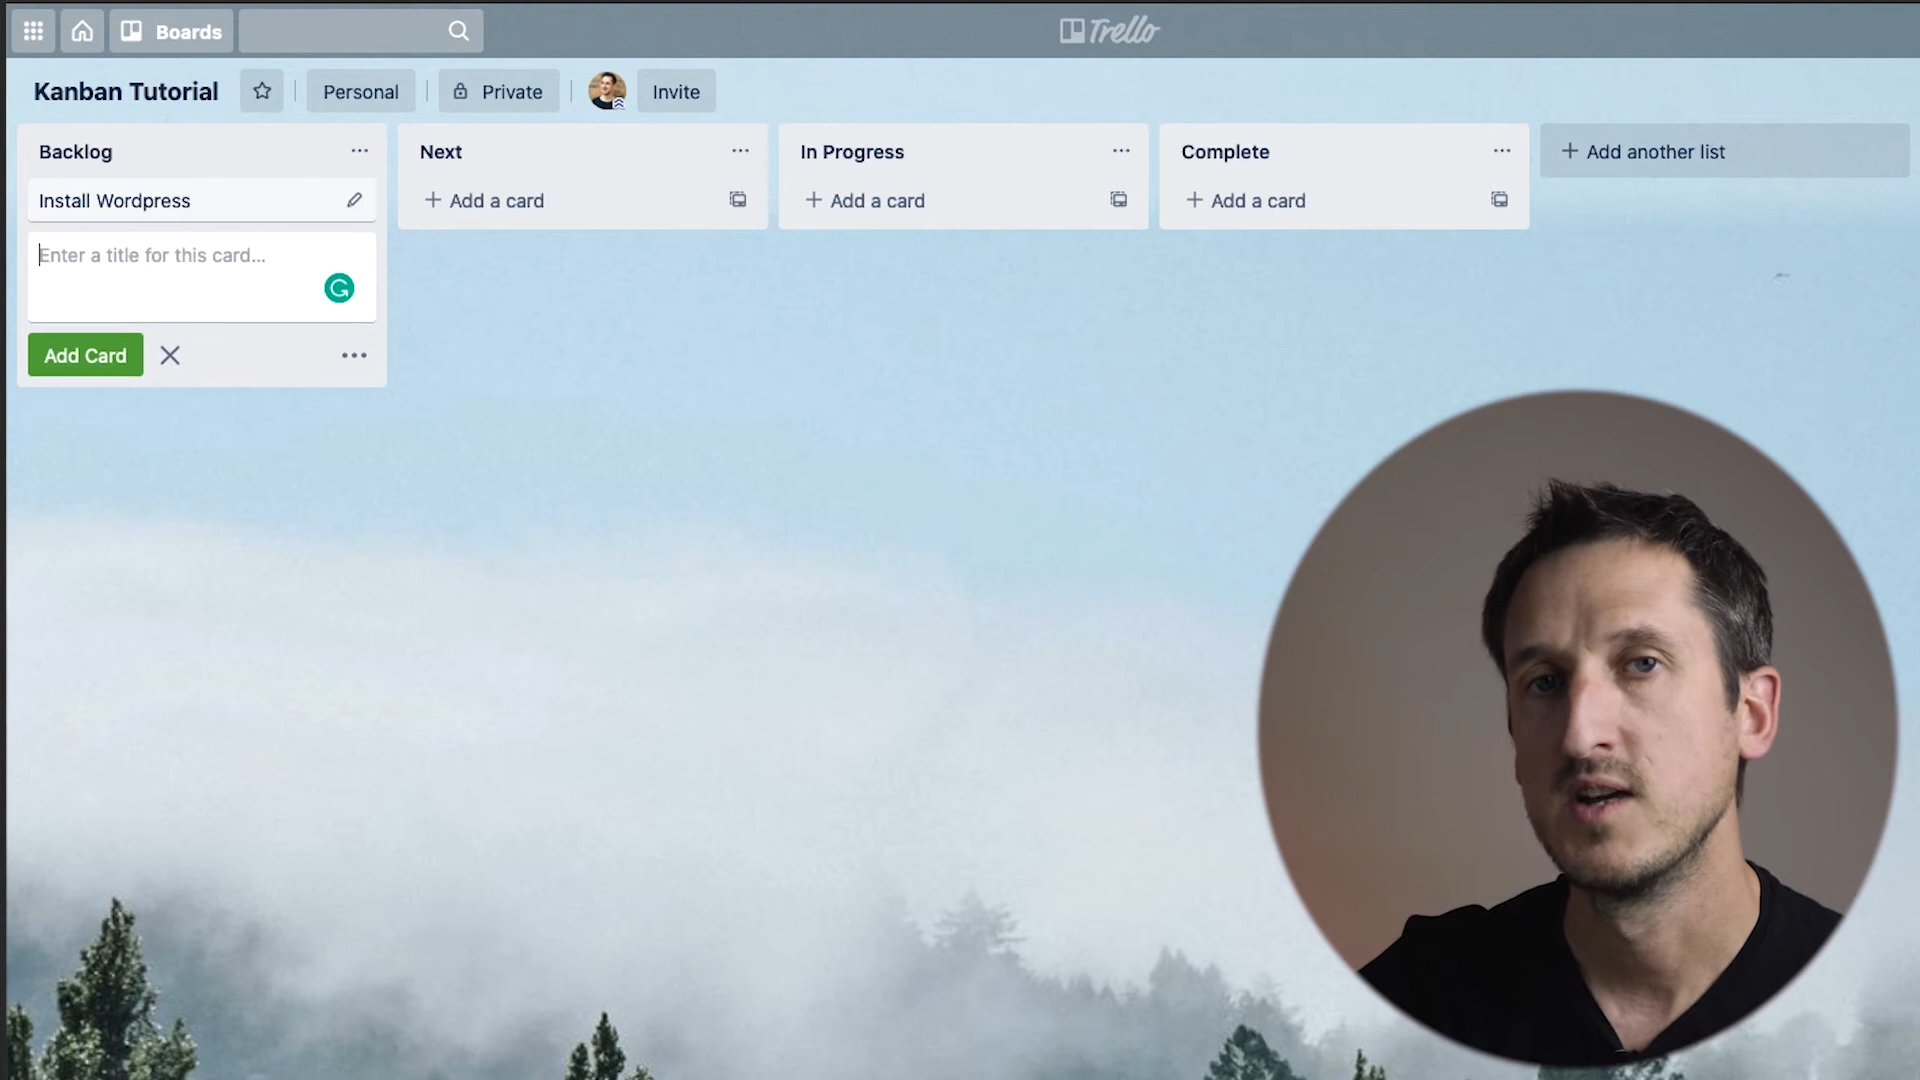 Boards
Trello
Kanban Tutorial
Personal
Private
Invite
Backlog
Next
In Progress
Complete
+ Add another list
Install Wordpress
+ Add a card
+ Add a card
+ Add a card
Enter a title for this card...
Add Card